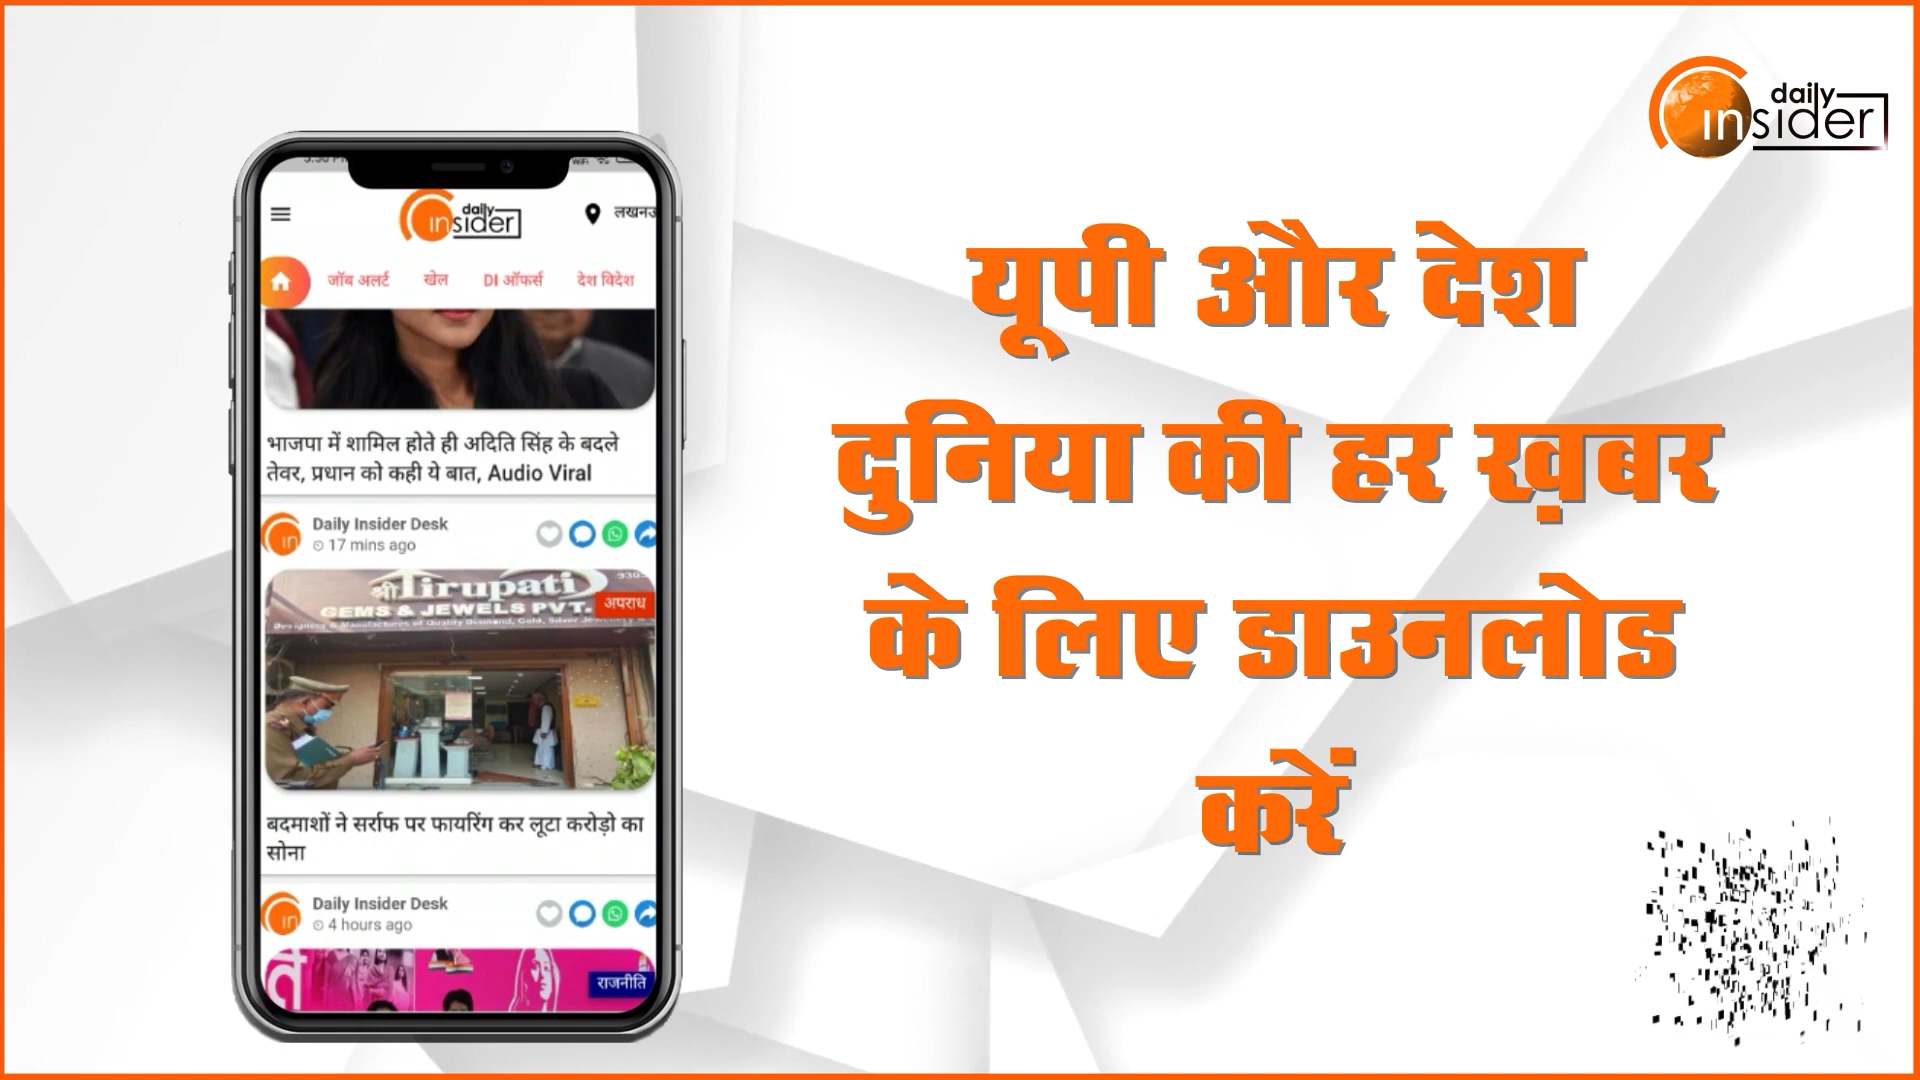 daily
insider
यूपी और देश
दुनिया की हर ख़बर
के लिए डाउनलोड
करें
daily
insider
लखनऊ
जॉब अलर्ट खेल DI ऑफर्स देश विदेश
भाजपा में शामिल होते ही अदिति सिंह के बदले
तेवर, प्रधान को कही ये बात, Audio Viral
Daily Insider Desk
17 mins ago
श्री Tirupati
GEMS & JEWELS PVT.
अपराध
बदमाशों ने सर्राफ पर फायरिंग कर लूटा करोड़ो का
सोना
Daily Insider Desk
4 hours ago
राजनीति